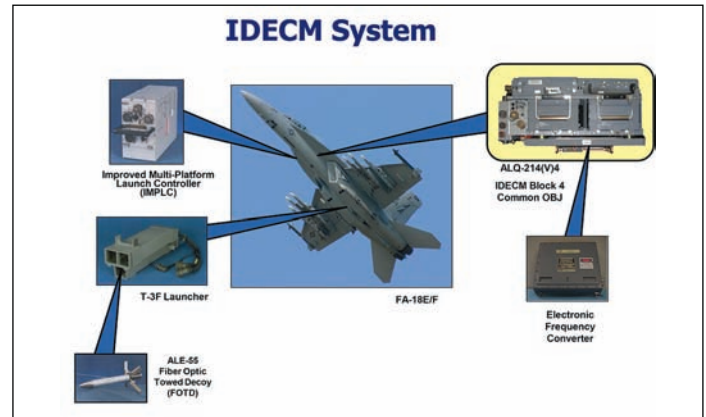 IDECM System
Improved Multi-Platform
Launch Controller
(IMPLC)
T-3F Launcher
ALE-55
Fiber Optic
Towed Decoy
(FOTD)
FA-18E/F
ALQ-214(V)4
IDECM Block 4
Common OBJ
Electronic
Frequency
Converter